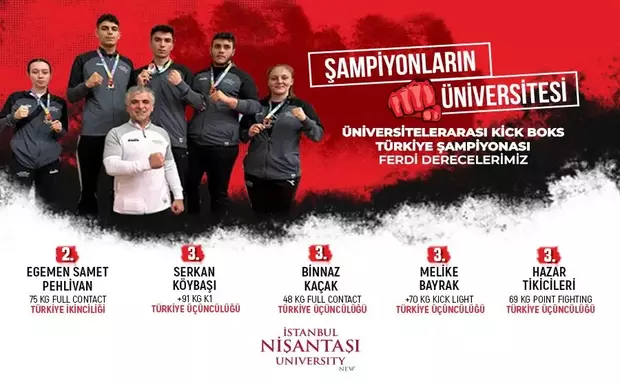 ŞAMPİYONLARIN
ÜNİVERSİTESİ
ÜNİVERSİTELERARASI KİCK BOKS
TÜRKİYE ŞAMPİYONASI
FERDİ DERECELERİMİZ
2.
EGEMEN SAMET
PEHLİVAN
75 KG FULL CONTACT
TÜRKİYE İKİNCİLİĞİ
3.
SERKAN
KÖYBAŞI
+91 KG K1
TÜRKİYE ÜÇÜNCÜLÜĞÜ
3.
BİNNAZ
KAÇAK
48 KG FULL CONTACT
TÜRKİYE ÜÇÜNCÜLÜĞÜ
3.
MELİKE
BAYRAK
+70 KG KICK LIGHT
TÜRKİYE ÜÇÜNCÜLÜĞÜ
3.
HAZAR
TİKİCİLERİ
69 KG POINT FIGHTING
TÜRKİYE ÜÇÜNCÜLÜĞÜ
İSTANBUL
NİŞANTAŞI
UNIVERSITY
NEW